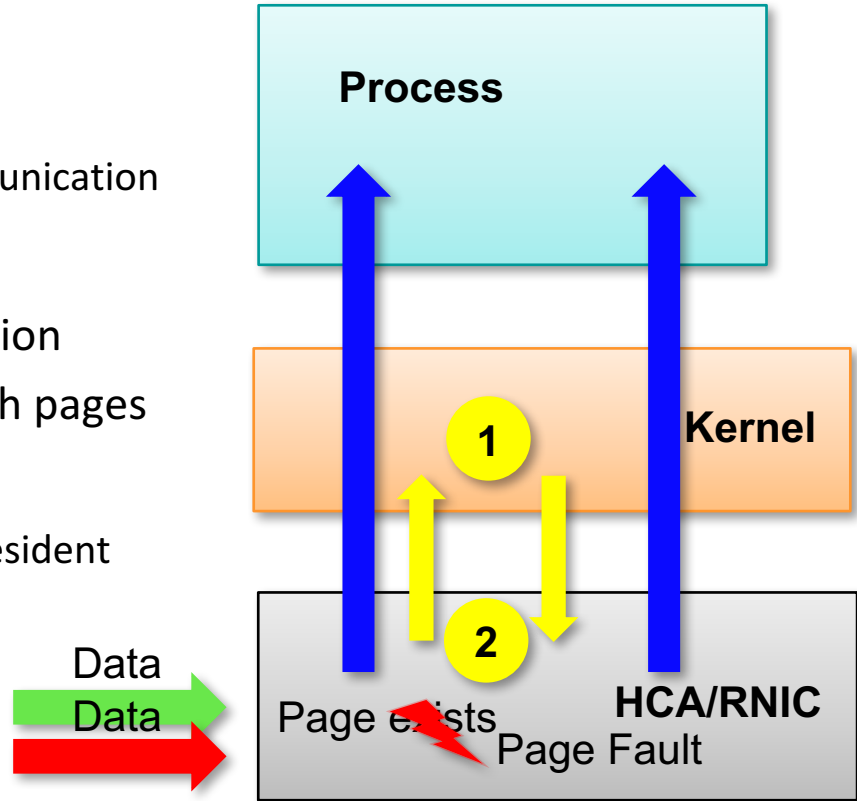 Process
unication
ion
h pages
1
Kernel
esident
2
Data
Data
Page exists
HCA/RNIC
Page Fault